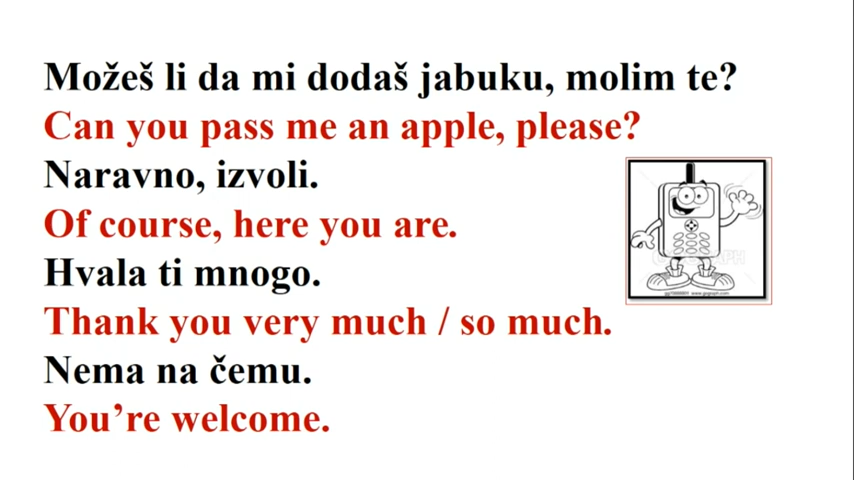 Možeš li da mi dodaš jabuku, molim te?
Can you pass me an apple, please?
Naravno, izvoli.
Of course, here you are.
Hvala ti mnogo.
Thank you very much / so much.
Nema na čemu.
You’re welcome.